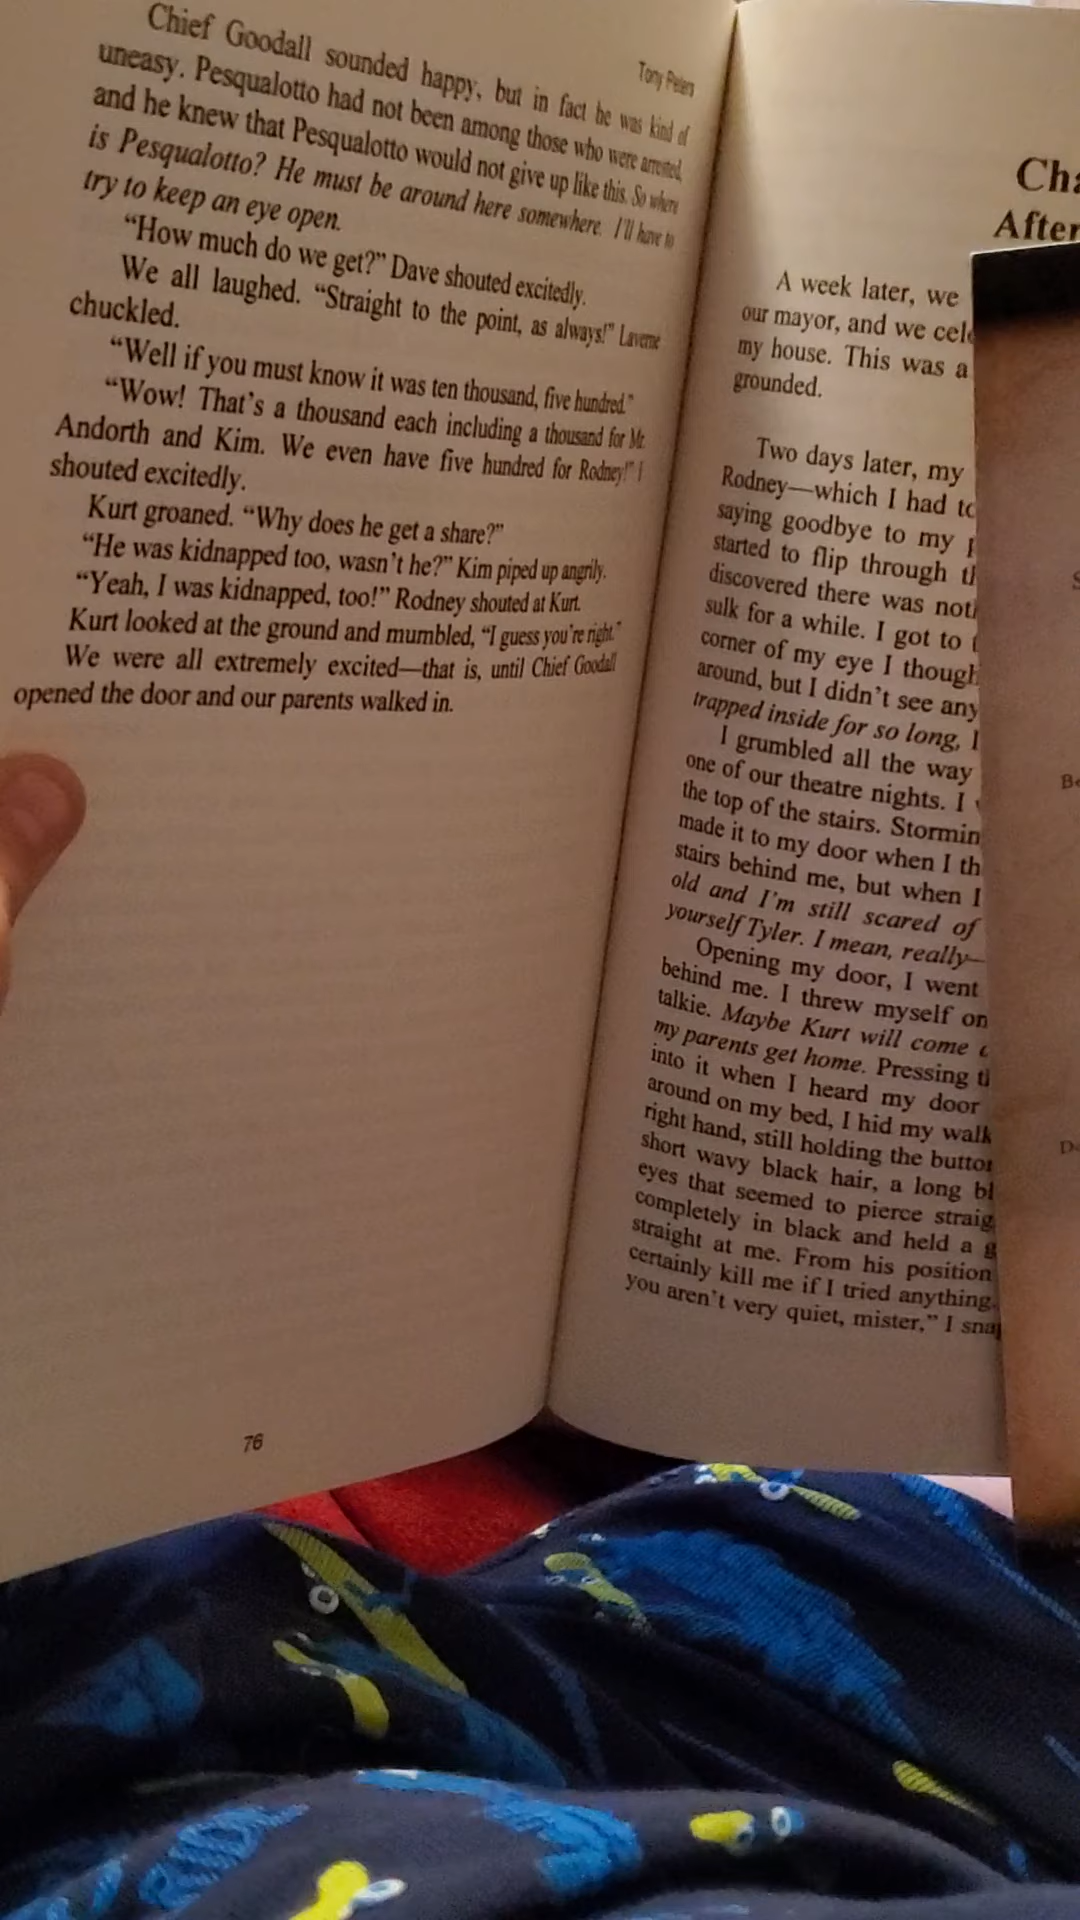 Tony Peters
Chief Goodall sounded happy, but in fact he was kind of
uneasy. Pesqualotto had not been among those who were arrested,
and he knew that Pesqualotto would not give up like this. So where
is Pesqualotto? He must be around here somewhere. I'll have to
try to keep an eye open.
“How much do we get?” Dave shouted excitedly.
We all laughed. “Straight to the point, as always!” Laverne
chuckled.
“Well if you must know it was ten thousand, five hundred.”
“Wow! That's a thousand each including a thousand for Mr.
Andorth and Kim. We even have five hundred for Rodney!” I
shouted excitedly.
Kurt groaned. “Why does he get a share?”
“He was kidnapped too, wasn't he?” Kim piped up angrily.
“Yeah, I was kidnapped, too!” Rodney shouted at Kurt.
Kurt looked at the ground and mumbled, “I guess you're right.”
We were all extremely excited—that is, until Chief Goodall
opened the door and our parents walked in.
76
After
A week later, we
our mayor, and we
my house. This was a
grounded.
Two days later, my
Rodney—which I had
saying goodbye to my
started to flip through
discovered there was
sulk for a while. I got to
corner of my eye I
around, but I didn't see
trapped inside for so long,
I grumbled all the way
one of our theatre nights. I
the top of the stairs.
made it to my door when I
stairs behind me, but when I
old and I'm still scared of
yourself Tyler. I mean, really—
Opening my door, I went
behind me. I threw myself on
talkie. Maybe Kurt will come
my parents get home. Pressing
into it when I heard my door
around on my bed, I hid my
right hand, still holding the
short wavy black hair, a long
eyes that seemed to pierce
completely in black and held a
straight at me. From his position
certainly kill me if I tried anything.
you aren't very quiet, mister,” I